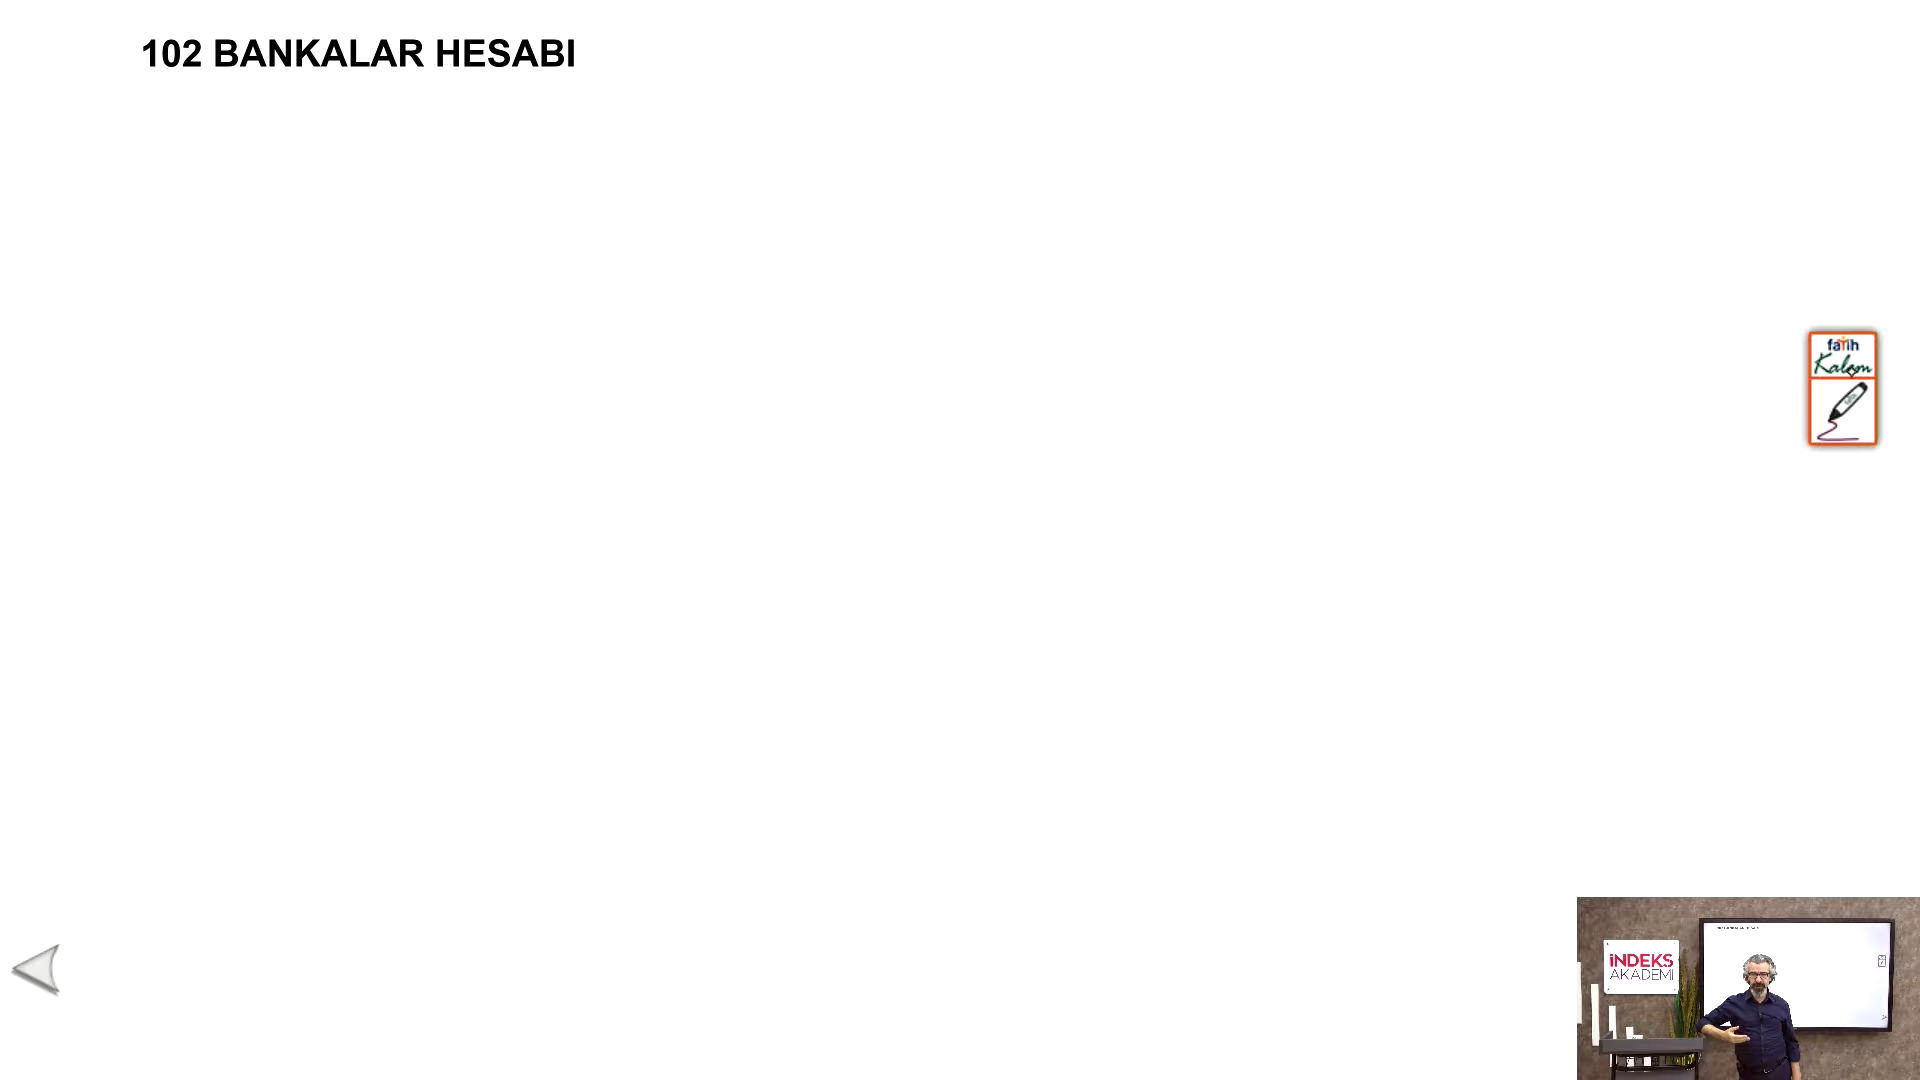 102 BANKALAR HESABI
fatih
Kalem
İNDEKS
AKADEMİ